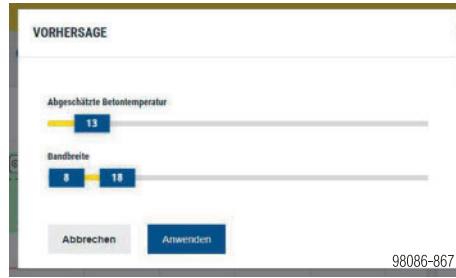 VORHERSAGE
Abgeschätzte Betontemperatur
13
Bandbreite
8 18
Abbrechen Anwenden
98086-867